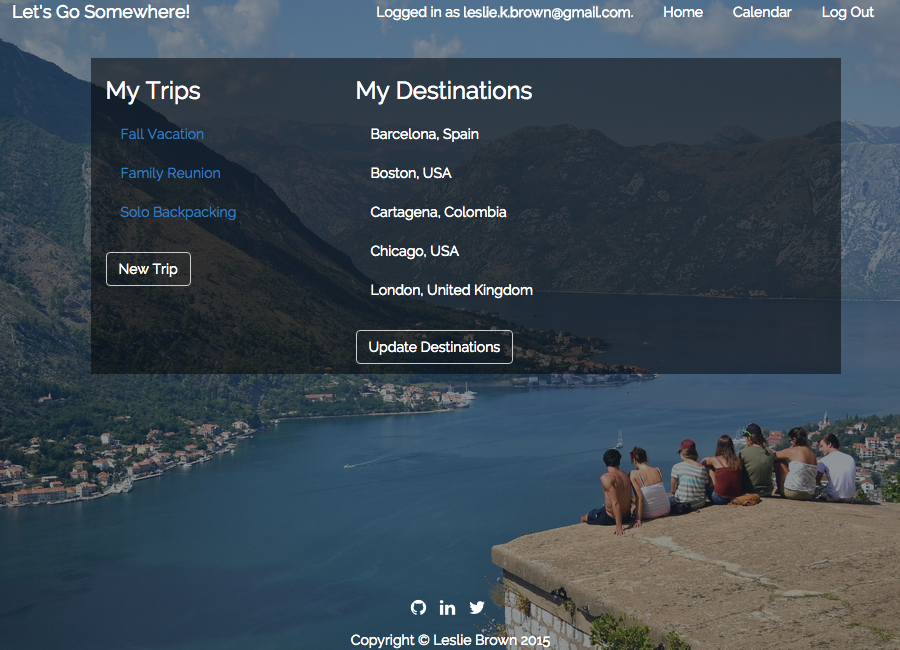 Let's Go Somewhere!
Logged in as leslie.k.brown@gmail.com. Home Calendar Log Out
My Trips
Fall Vacation
Family Reunion
Solo Backpacking
New Trip
My Destinations
Barcelona, Spain
Boston, USA
Cartagena, Colombia
Chicago, USA
London, United Kingdom
Update Destinations
Copyright © Leslie Brown 2015